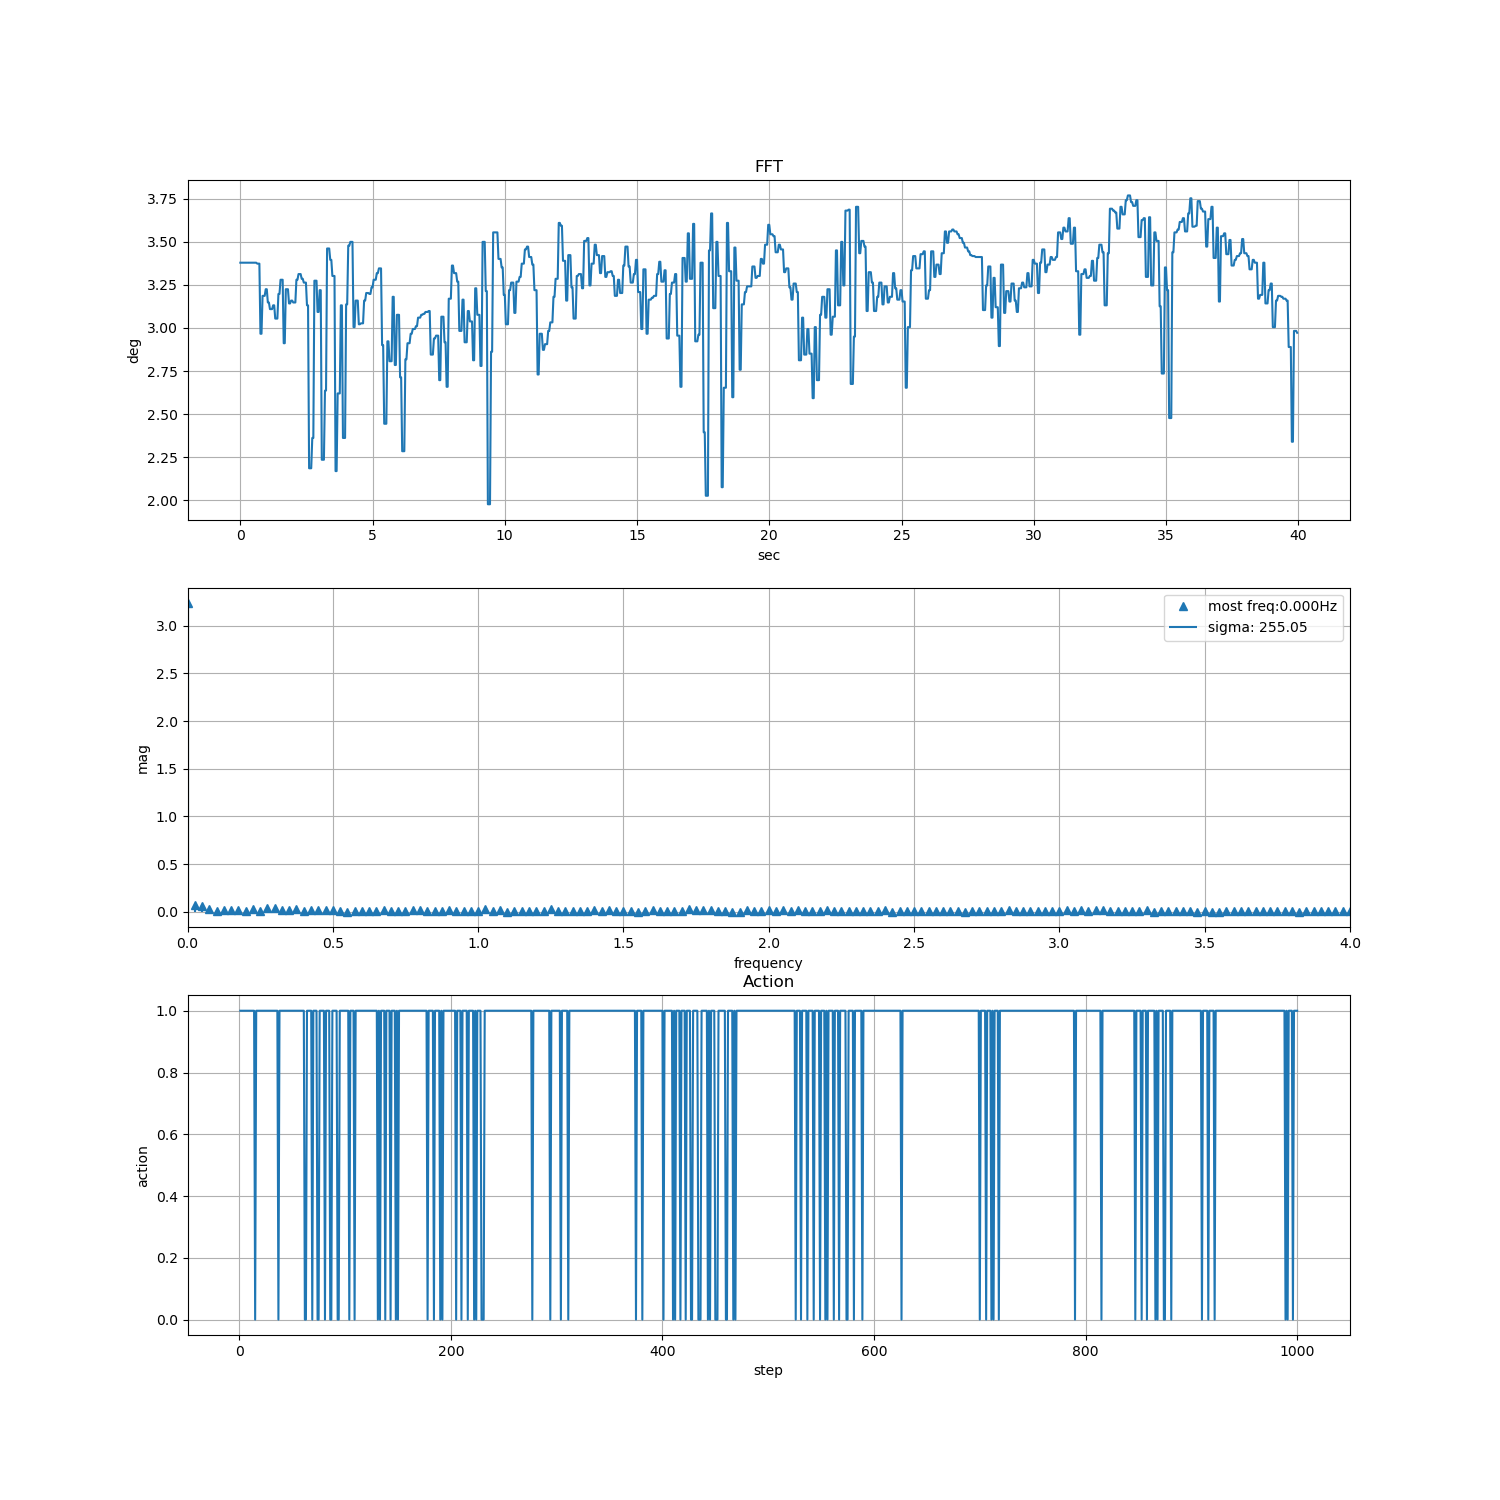 FFT
3.75
3.50
3.25
3.00
2.75
2.50
2.25
2.00
deg
0 5 10 15 20 25 30 35 40
sec
most freq:0.000Hz
sigma: 255.05
3.0
2.5
2.0
1.5
1.0
0.5
0.0
mag
0.0 0.5 1.0 1.5 2.0 2.5 3.0 3.5 4.0
frequency
Action
1.0
0.8
0.6
0.4
0.2
0.0
action
0 200 400 600 800 1000
step